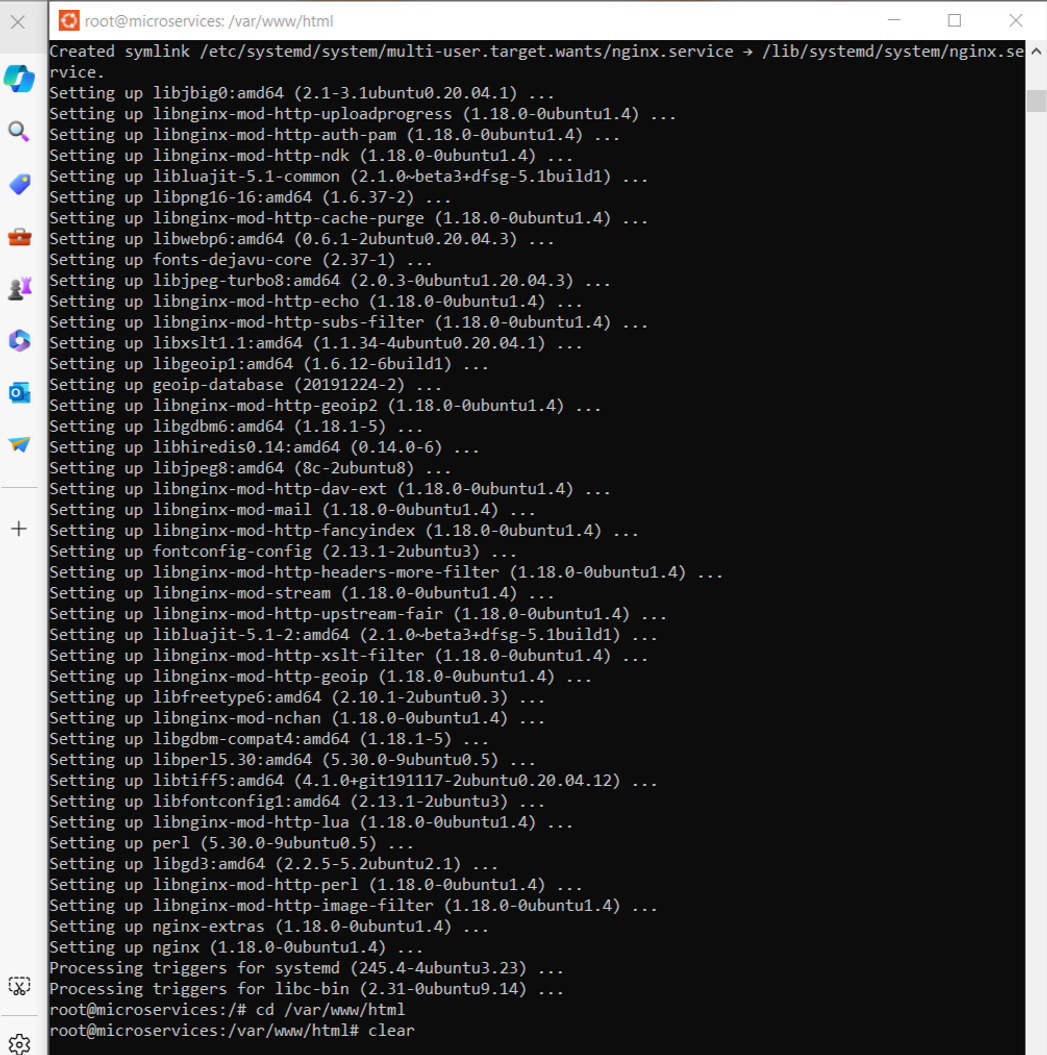 root@microservices: /var/www/html
Created symlink /etc/systemd/system/multi-user.target.wants/nginx.service → /lib/systemd/system/nginx.se
rvice.
Setting up libjbig0:amd64 (2.1-3.1ubuntu0.20.04.1) ...
Setting up libnginx-mod-http-uploadprogress (1.18.0-0ubuntu1.4) ...
Setting up libnginx-mod-http-auth-pam (1.18.0-0ubuntu1.4) ...
Setting up libnginx-mod-http-ndk (1.18.0-0ubuntu1.4) ...
Setting up libluajit-5.1-common (2.1.0~beta3+dfsg-5.1build1) ...
Setting up libpng16-16:amd64 (1.6.37-2) ...
Setting up libnginx-mod-http-cache-purge (1.18.0-0ubuntu1.4) ...
Setting up libwebp6:amd64 (0.6.1-2ubuntu0.20.04.3) ...
Setting up fonts-dejavu-core (2.37-1) ...
Setting up libjpeg-turbo8:amd64 (2.0.3-0ubuntu1.20.04.3) ...
Setting up libnginx-mod-http-echo (1.18.0-0ubuntu1.4) ...
Setting up libnginx-mod-http-subs-filter (1.18.0-0ubuntu1.4) ...
Setting up libxslt1.1:amd64 (1.1.34-4ubuntu0.20.04.1) ...
Setting up libgeoip1:amd64 (1.6.12-6build1) ...
Setting up geoip-database (20191224-2) ...
Setting up libnginx-mod-http-geoip2 (1.18.0-0ubuntu1.4) ...
Setting up libgdbm6:amd64 (1.18.1-5) ...
Setting up libhiredis0.14:amd64 (0.14.0-6) ...
Setting up libjpeg8:amd64 (8c-2ubuntu8) ...
Setting up libnginx-mod-http-dav-ext (1.18.0-0ubuntu1.4) ...
Setting up libnginx-mod-mail (1.18.0-0ubuntu1.4) ...
Setting up libnginx-mod-http-fancyindex (1.18.0-0ubuntu1.4) ...
Setting up fontconfig-config (2.13.1-2ubuntu3) ...
Setting up libnginx-mod-http-headers-more-filter (1.18.0-0ubuntu1.4) ...
Setting up libnginx-mod-stream (1.18.0-0ubuntu1.4) ...
Setting up libnginx-mod-http-upstream-fair (1.18.0-0ubuntu1.4) ...
Setting up libluajit-5.1-2:amd64 (2.1.0~beta3+dfsg-5.1build1) ...
Setting up libnginx-mod-http-xslt-filter (1.18.0-0ubuntu1.4) ...
Setting up libnginx-mod-http-geoip (1.18.0-0ubuntu1.4) ...
Setting up libfreetype6:amd64 (2.10.1-2ubuntu0.3) ...
Setting up libnginx-mod-nchan (1.18.0-0ubuntu1.4) ...
Setting up libgdbm-compat4:amd64 (1.18.1-5) ...
Setting up libperl5.30:amd64 (5.30.0-9ubuntu0.5) ...
Setting up libtiff5:amd64 (4.1.0+git191117-2ubuntu0.20.04.12) ...
Setting up libfontconfig1:amd64 (2.13.1-2ubuntu3) ...
Setting up libnginx-mod-http-lua (1.18.0-0ubuntu1.4) ...
Setting up perl (5.30.0-9ubuntu0.5) ...
Setting up libgd3:amd64 (2.2.5-5.2ubuntu2.1) ...
Setting up libnginx-mod-http-perl (1.18.0-0ubuntu1.4) ...
Setting up libnginx-mod-http-image-filter (1.18.0-0ubuntu1.4) ...
Setting up nginx-extras (1.18.0-0ubuntu1.4) ...
Setting up nginx (1.18.0-0ubuntu1.4) ...
Processing triggers for systemd (245.4-4ubuntu3.23) ...
Processing triggers for libc-bin (2.31-0ubuntu9.14) ...
root@microservices:/# cd /var/www/html
root@microservices:/var/www/html# clear